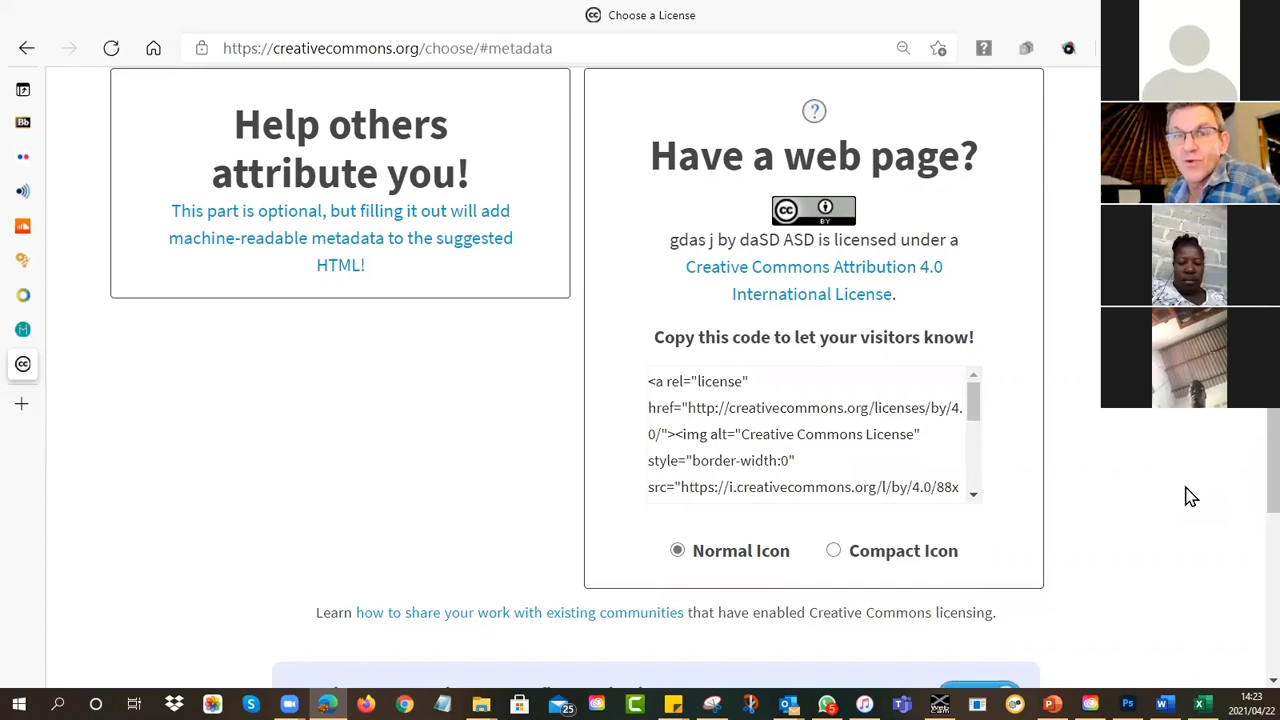 Choose a License
https://creativecommons.org/choose/#metadata
Help others
attribute you!
This part is optional, but filling it out will add
machine-readable metadata to the suggested
HTML!
Have a web page?
BY
gdas j by daSD ASD is licensed under a
Creative Commons Attribution 4.0
International License.
Copy this code to let your visitors know!
<a rel="license"
href="http://creativecommons.org/licenses/by/4.
0/"><img alt="Creative Commons License"
style="border-width:0"
src="https://i.creativecommons.org/l/by/4.0/88x
Normal Icon
Compact Icon
Learn how to share your work with existing communities that have enabled Creative Commons licensing.
14:23
2021/04/22